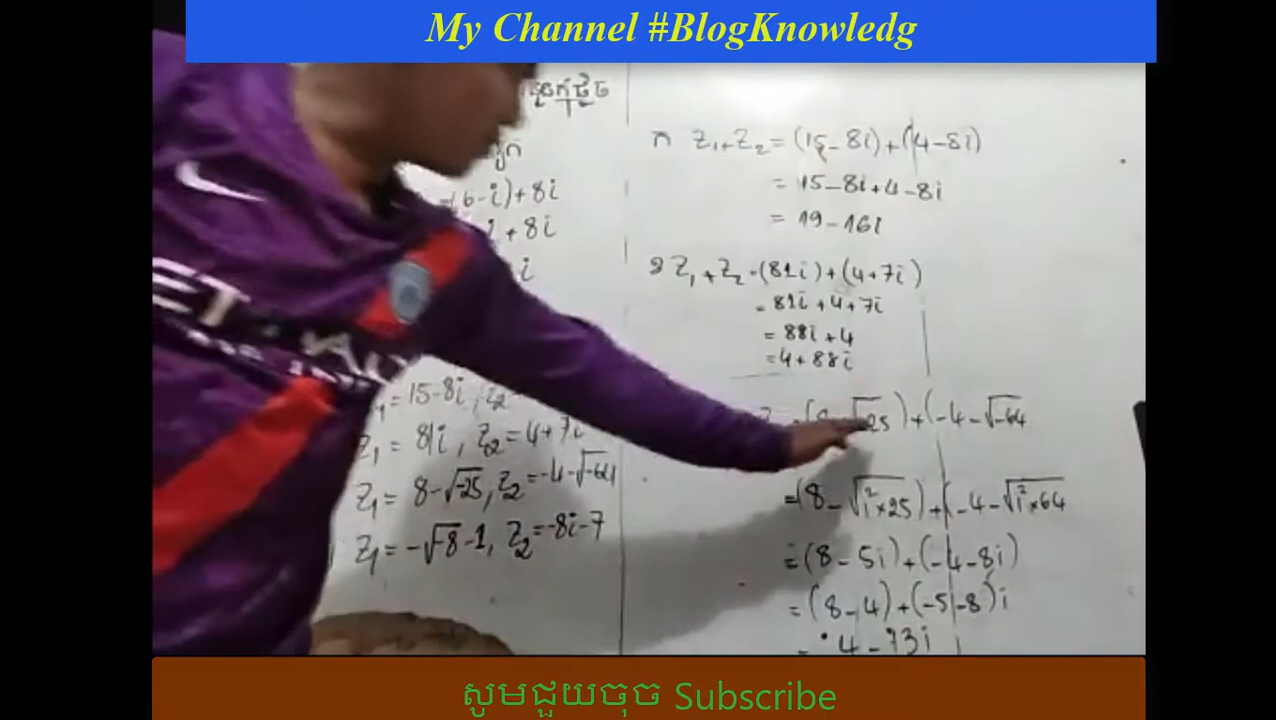 My Channel #BlogKnowledg
(6-i)+8i
+8i
i
Z₁=15-8i, Z₂
Z₁=81i, Z₂=4+7i
Z₁=8-√-25, Z₂=-4-√-64
Z₁=-√-8-1, Z₂=-8i-7
ក Z₁+Z₂=(15-8i)+(4-8i)
=15-8i+4-8i
=19-16i
ខ Z₁+Z₂=(81i)+(4+7i)
=81i+4+7i
=88i+4
=4+88i
25)+(-4-√-64
=(8-√i²×25)+(-4-√i²×64
=(8-5i)+(-4-8i)
=(8-4)+(-5-8)i
=4-13i
សូមជួយចុច Subscribe